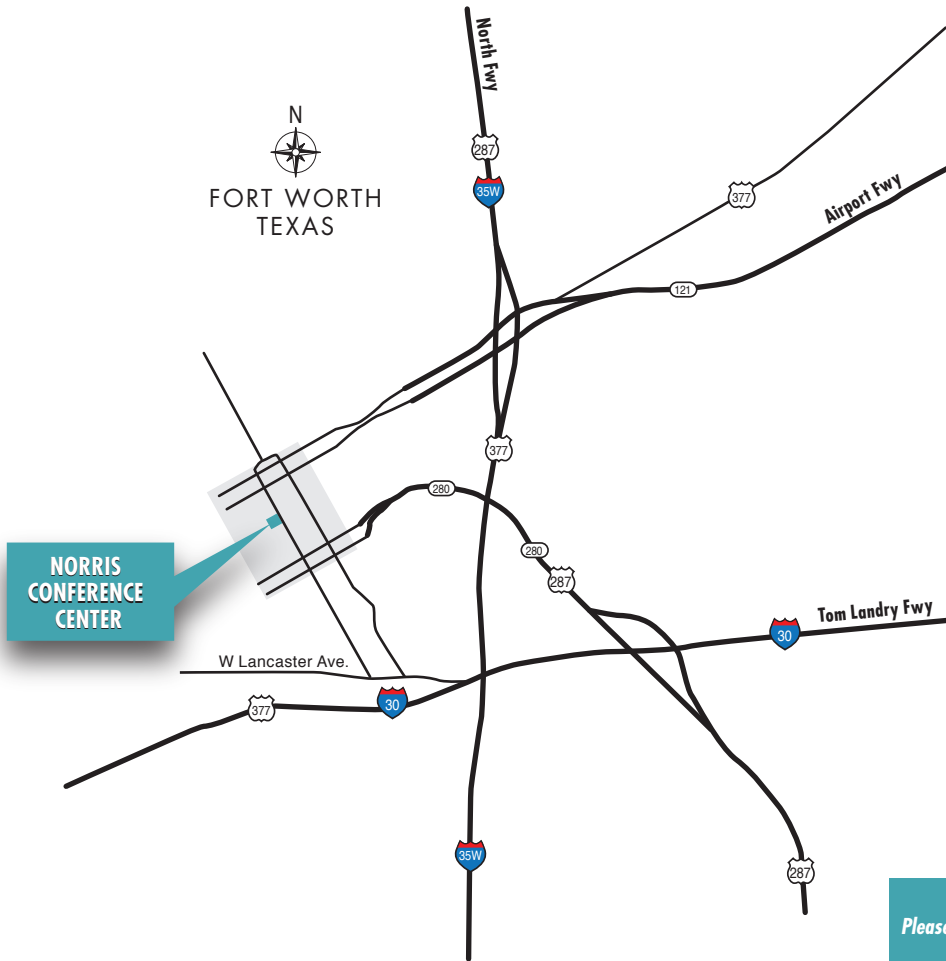 North Fwy
N
FORT WORTH
TEXAS
287
35W
377
Airport Fwy
121
377
280
280
287
NORRIS
CONFERENCE
CENTER
Tom Landry Fwy
30
W Lancaster Ave.
377
30
35W
287
Please